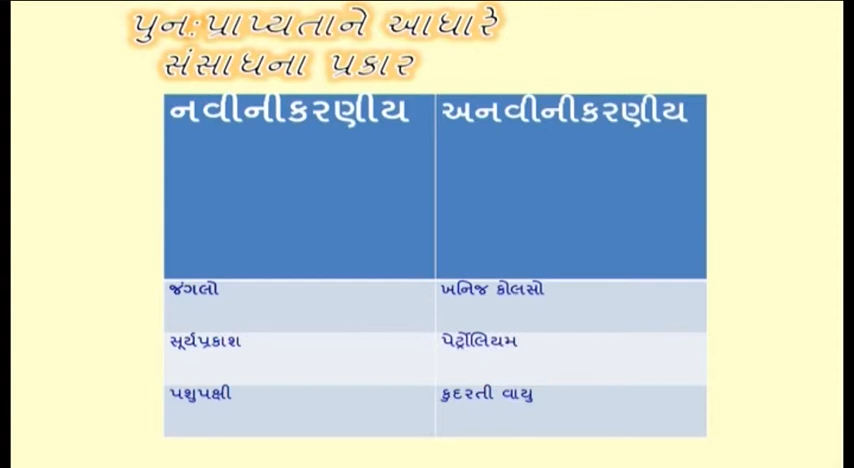 પુન:પ્રાપ્યતાને આધારે
સંસાધના પ્રકાર
નવીનીકરણીય અનવીનીકરણીય
જંગલો ખનિજ કોલસો
સૂર્યપ્રકાશ પેટ્રોલિયમ
પશુપક્ષી કુદરતી વાયુ